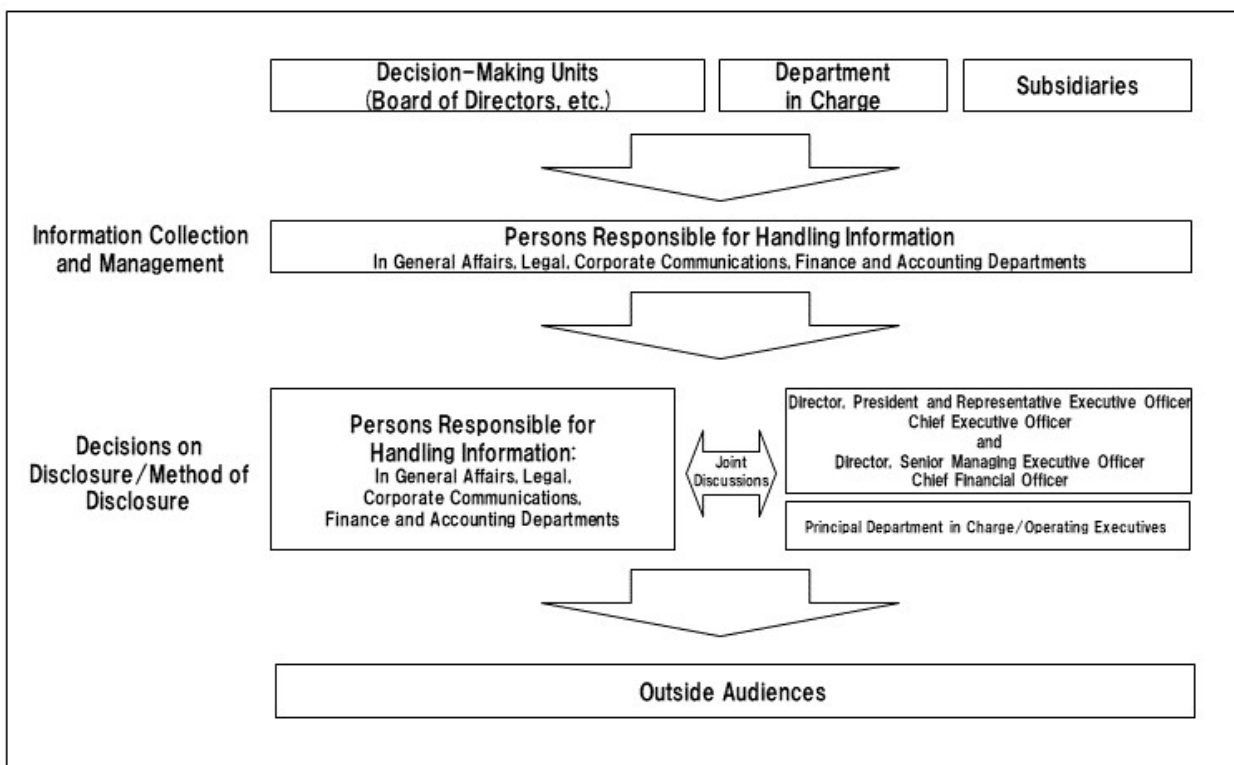 Decision-Making Units
(Board of Directors, etc.)
Department
in Charge
Subsidiaries
Information Collection
and Management
Persons Responsible for Handling Information
In General Affairs, Legal, Corporate Communications, Finance and Accounting Departments
Decisions on
Disclosure/Method of
Disclosure
Persons Responsible for
Handling Information:
In General Affairs, Legal,
Corporate Communications,
Finance and Accounting Departments
Joint
Discussions
Director, President and Representative Executive Officer
Chief Executive Officer
and
Director, Senior Managing Executive Officer
Chief Financial Officer
Principal Department in Charge/Operating Executives
Outside Audiences